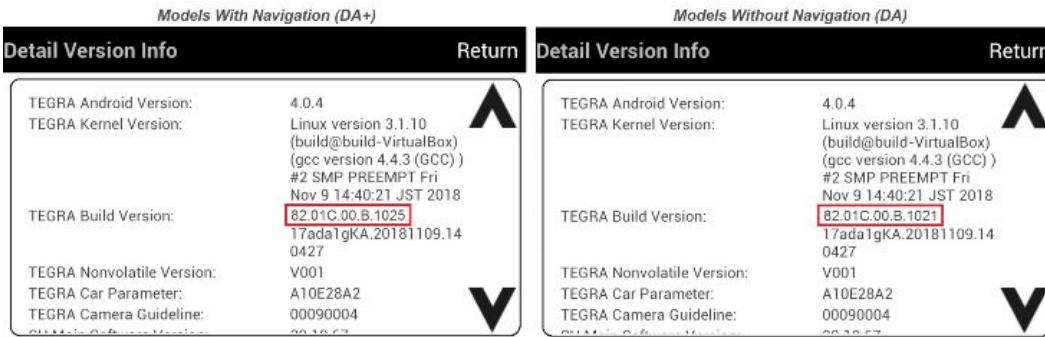 Models With Navigation (DA+)
Detail Version Info Return
TEGRA Android Version: 4.0.4
TEGRA Kernel Version: Linux version 3.1.10
(build@build-VirtualBox)
(gcc version 4.4.3 (GCC) )
#2 SMP PREEMPT Fri
Nov 9 14:40:21 JST 2018
TEGRA Build Version: 82.01C.00.B.1025
17ada1gKA.20181109.14
0427
TEGRA Nonvolatile Version: V001
TEGRA Car Parameter: A10E28A2
TEGRA Camera Guideline: 00090004
Models Without Navigation (DA)
Detail Version Info Return
TEGRA Android Version: 4.0.4
TEGRA Kernel Version: Linux version 3.1.10
(build@build-VirtualBox)
(gcc version 4.4.3 (GCC) )
#2 SMP PREEMPT Fri
Nov 9 14:40:21 JST 2018
TEGRA Build Version: 82.01C.00.B.1021
17ada1gKA.20181109.14
0427
TEGRA Nonvolatile Version: V001
TEGRA Car Parameter: A10E28A2
TEGRA Camera Guideline: 00090004